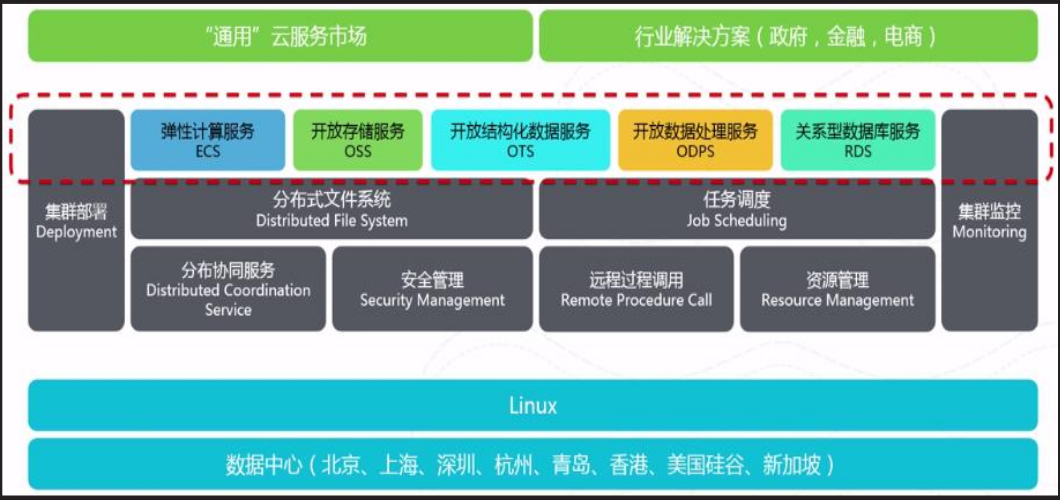 “通用”云服务市场
行业解决方案（政府，金融，电商）
弹性计算服务
ECS
开放存储服务
OSS
开放结构化数据服务
OTS
开放数据处理服务
ODPS
关系型数据库服务
RDS
集群部署
Deployment
分布式文件系统
Distributed File System
任务调度
Job Scheduling
集群监控
Monitoring
分布协同服务
Distributed Coordination
Service
安全管理
Security Management
远程过程调用
Remote Procedure Call
资源管理
Resource Management
Linux
数据中心（北京、上海、深圳、杭州、青岛、香港、美国硅谷、新加坡）